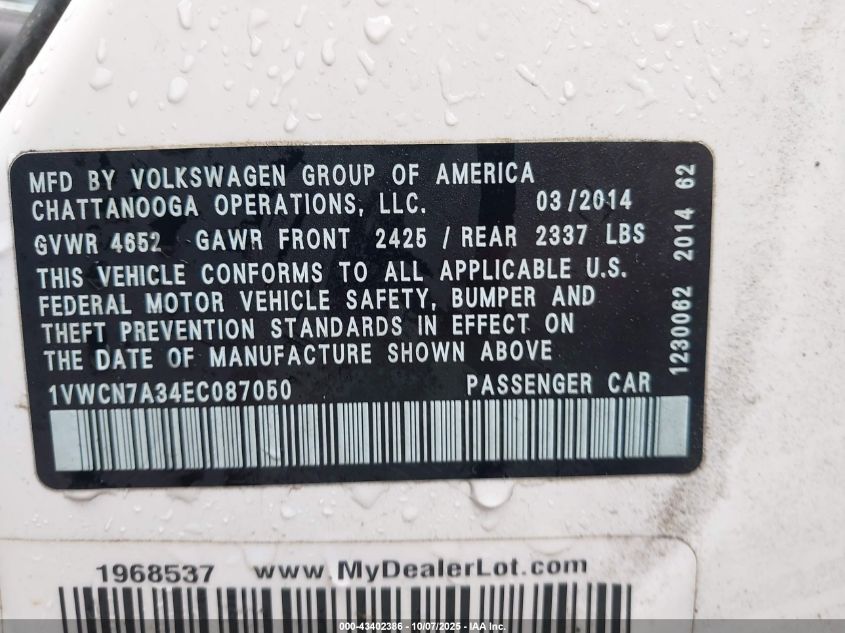 MFD BY VOLKSWAGEN GROUP OF AMERICA
CHATTANOOGA OPERATIONS, LLC. 03/2014
GVWR 4652 GAWR FRONT 2425 / REAR 2337 LBS
THIS VEHICLE CONFORMS TO ALL APPLICABLE U.S.
FEDERAL MOTOR VEHICLE SAFETY, BUMPER AND
THEFT PREVENTION STANDARDS IN EFFECT ON
THE DATE OF MANUFACTURE SHOWN ABOVE
1VWCN7A34EC087050 PASSENGER CAR
1230062 2014 62
1968537 www.MyDealerLot.com
000-43402386 - 10/07/2025 - IAA Inc.